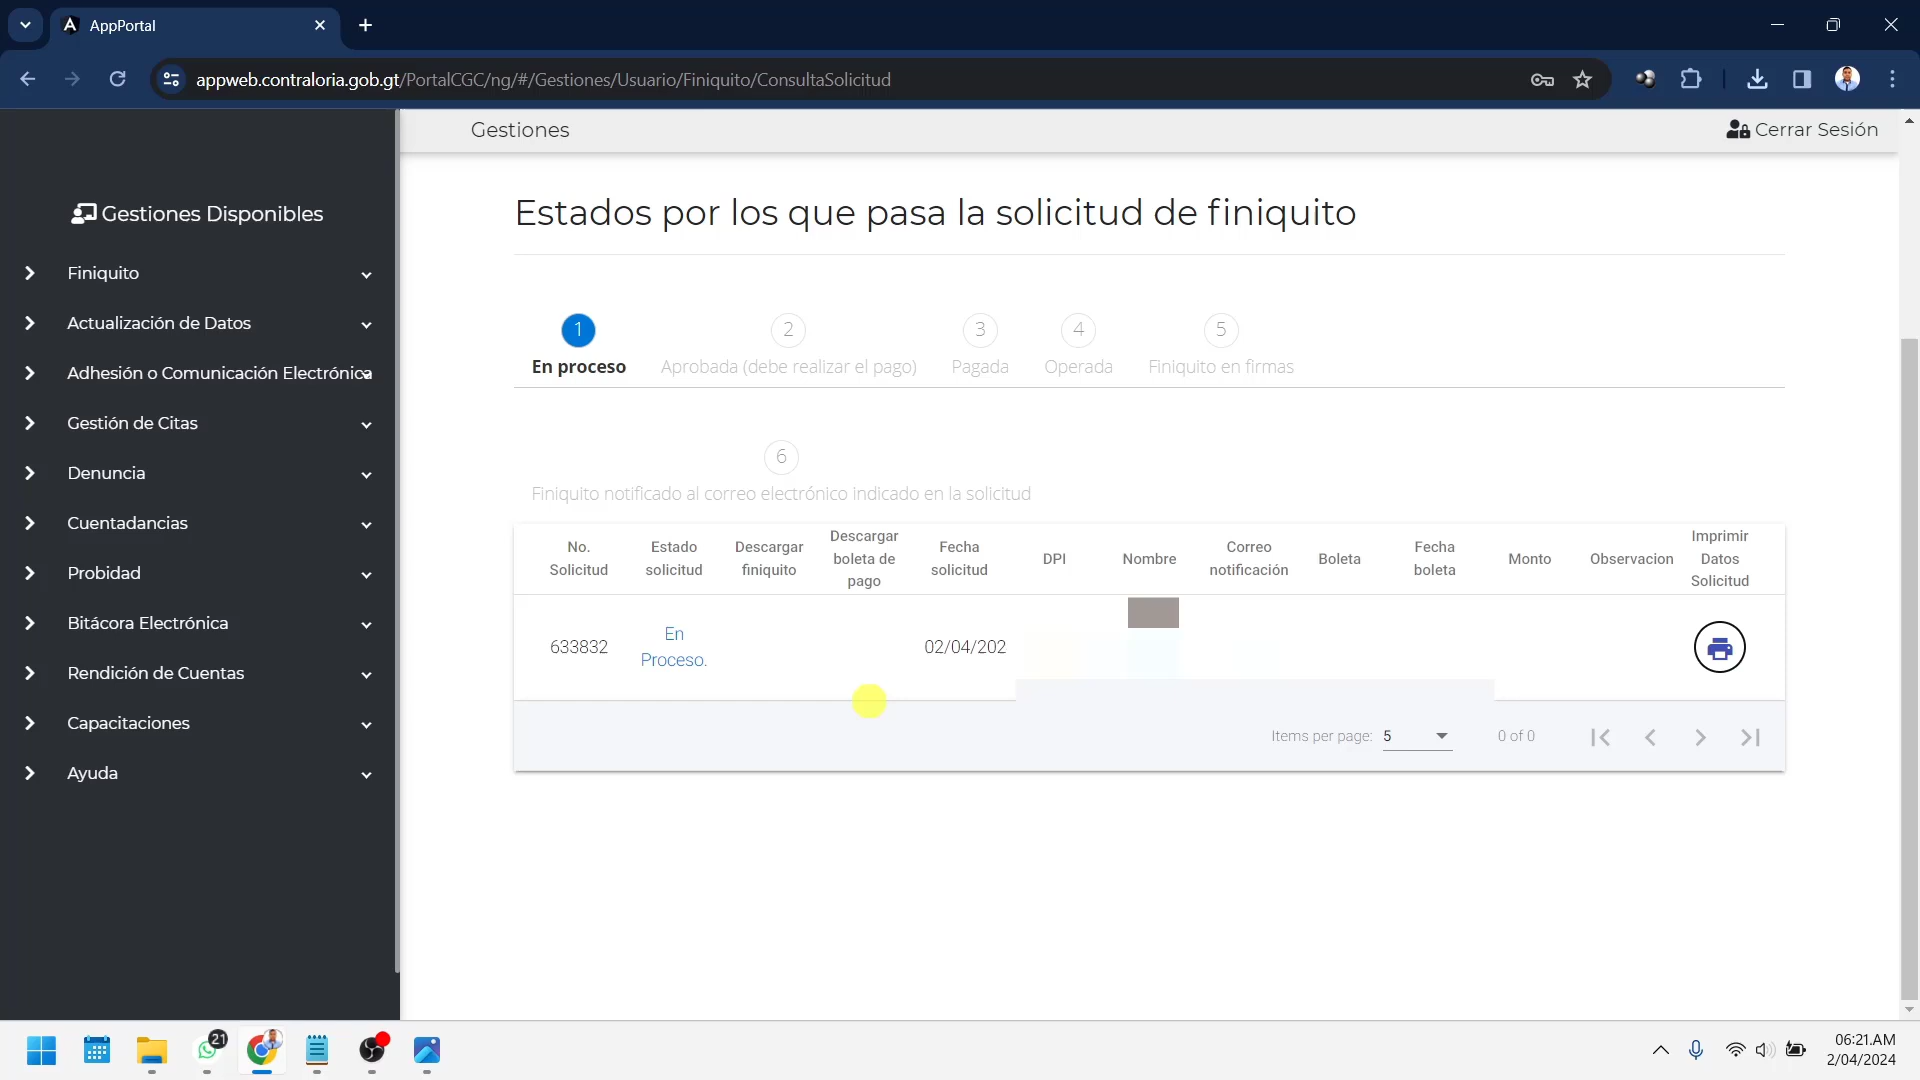 AppPortal
appweb.contraloria.gob.gt/PortalCGC/ng/#/Gestiones/Usuario/Finiquito/ConsultaSolicitud
Gestiones
Cerrar Sesión
Gestiones Disponibles
Finiquito
Actualización de Datos
Adhesión o Comunicación Electrónica
Gestión de Citas
Denuncia
Cuentadancias
Probidad
Bitácora Electrónica
Rendición de Cuentas
Capacitaciones
Ayuda
Estados por los que pasa la solicitud de finiquito
1 2 3 4 5
En proceso Aprobada (debe realizar el pago) Pagada Operada Finiquito en firmas
6
Finiquito notificado al correo electrónico indicado en la solicitud
No. Solicitud
Estado solicitud
Descargar finiquito
Descargar boleta de pago
Fecha solicitud
DPI
Nombre
Correo notificación
Boleta
Fecha boleta
Monto
Observacion
Imprimir Datos Solicitud
633832
En Proceso.
02/04/202
Items per page: 5
0 of 0
21
06:21.AM
2/04/2024